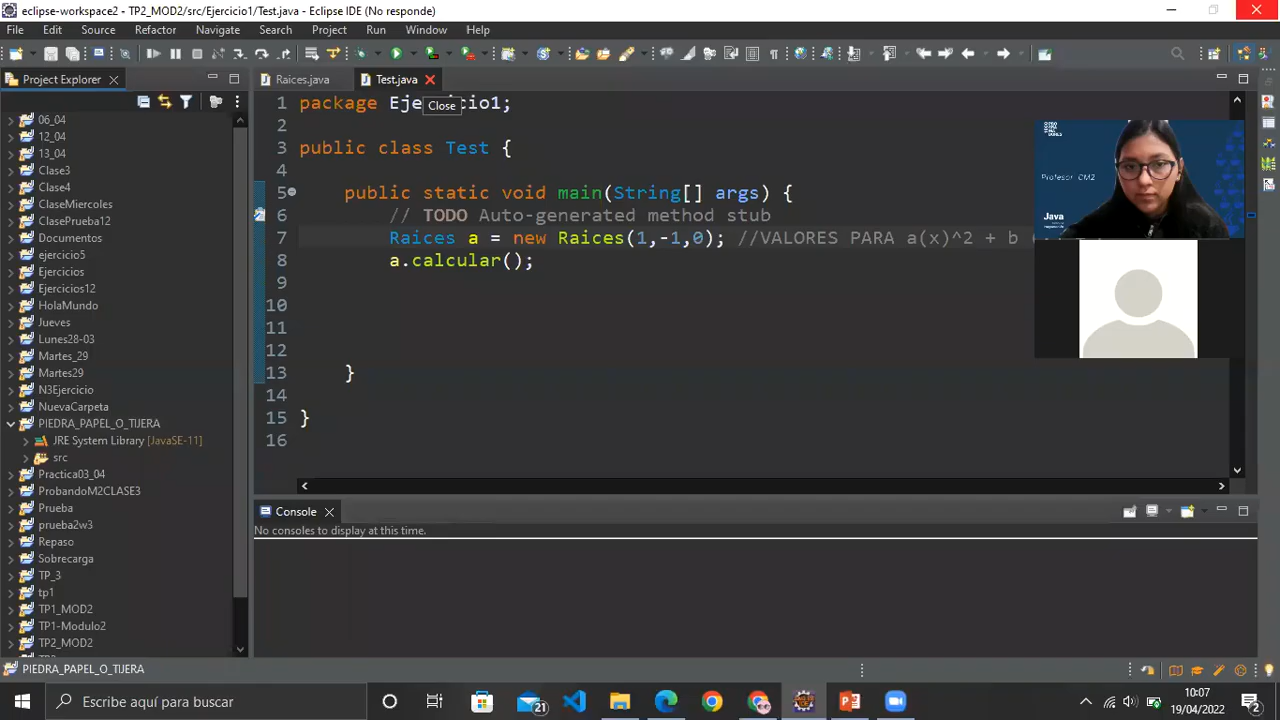 eclipse-workspace2 - TP2_MOD2/src/Ejercicio1/Test.java - Eclipse IDE (No responde)
File Edit Source Refactor Navigate Search Project Run Window Help
Project Explorer
Raices.java
Test.java
Close
06_04
12_04
13_04
Clase3
Clase4
ClaseMiercoles
ClasePrueba12
Documentos
ejercicio5
Ejercicios
Ejercicios12
HolaMundo
Jueves
Lunes28-03
Martes_29
Martes29
N3Ejercicio
NuevaCarpeta
PIEDRA_PAPEL_O_TIJERA
JRE System Library [JavaSE-11]
src
Practica03_04
ProbandoM2CLASE3
Prueba
prueba2w3
Repaso
Sobrecarga
TP_3
tp1
TP1_MOD2
TP1-Modulo2
TP2_MOD2
1 package Ejercicio1;
2
3 public class Test {
4
5 public static void main(String[] args) {
6 // TODO Auto-generated method stub
7 Raices a = new Raices(1,-1,0); //VALORES PARA a(x)^2 + b
8 a.calcular();
9
10
11
12
13 }
14
15 }
16
Profesor CM2
Java
Console
No consoles to display at this time.
PIEDRA_PAPEL_O_TIJERA
Escribe aquí para buscar
21
10:07
19/04/2022
2